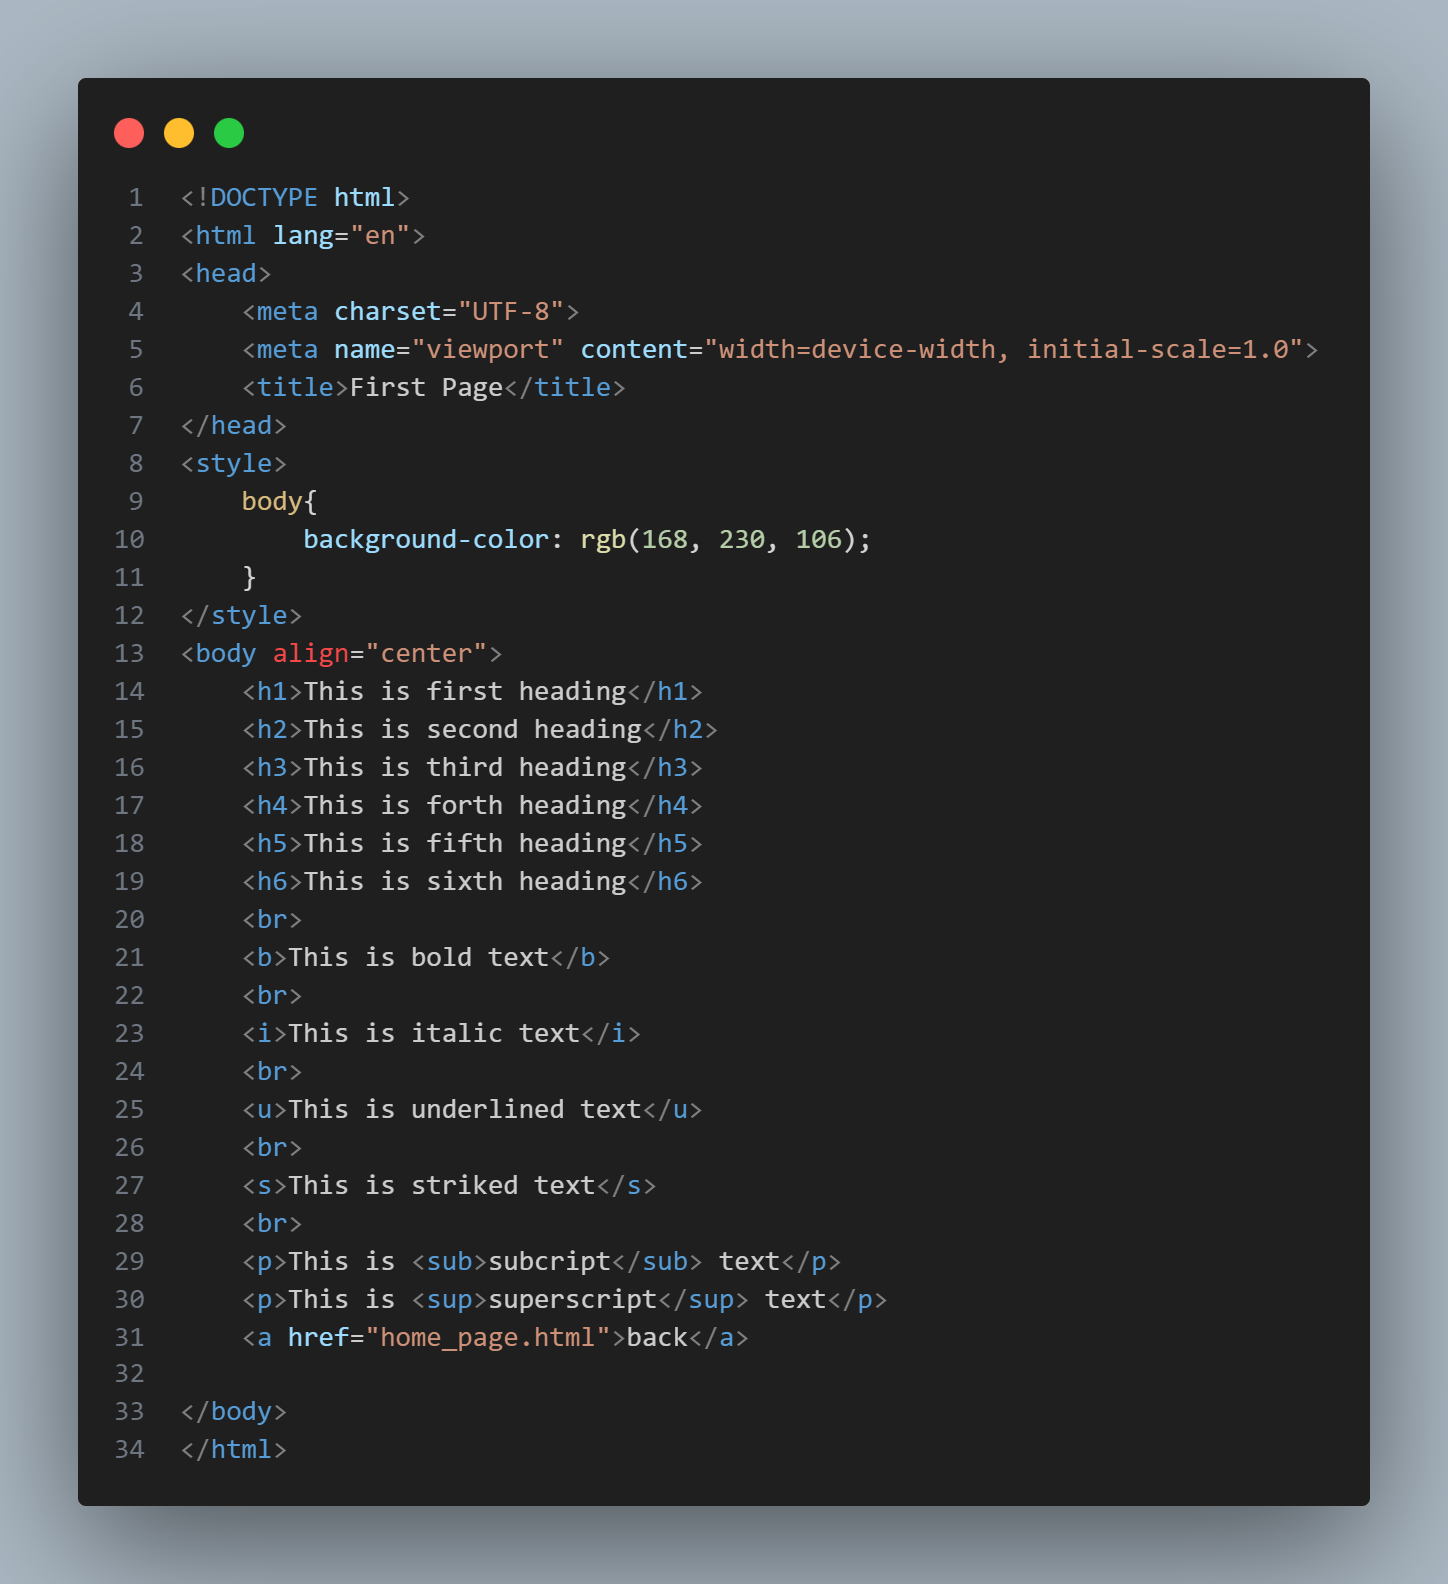 1 <!DOCTYPE html>
2 <html lang="en">
3 <head>
4     <meta charset="UTF-8">
5     <meta name="viewport" content="width=device-width, initial-scale=1.0">
6     <title>First Page</title>
7 </head>
8 <style>
9     body{
10         background-color: rgb(168, 230, 106);
11     }
12 </style>
13 <body align="center">
14     <h1>This is first heading</h1>
15     <h2>This is second heading</h2>
16     <h3>This is third heading</h3>
17     <h4>This is forth heading</h4>
18     <h5>This is fifth heading</h5>
19     <h6>This is sixth heading</h6>
20     <br>
21     <b>This is bold text</b>
22     <br>
23     <i>This is italic text</i>
24     <br>
25     <u>This is underlined text</u>
26     <br>
27     <s>This is striked text</s>
28     <br>
29     <p>This is <sub>subcript</sub> text</p>
30     <p>This is <sup>superscript</sup> text</p>
31     <a href="home_page.html">back</a>
32
33 </body>
34 </html>